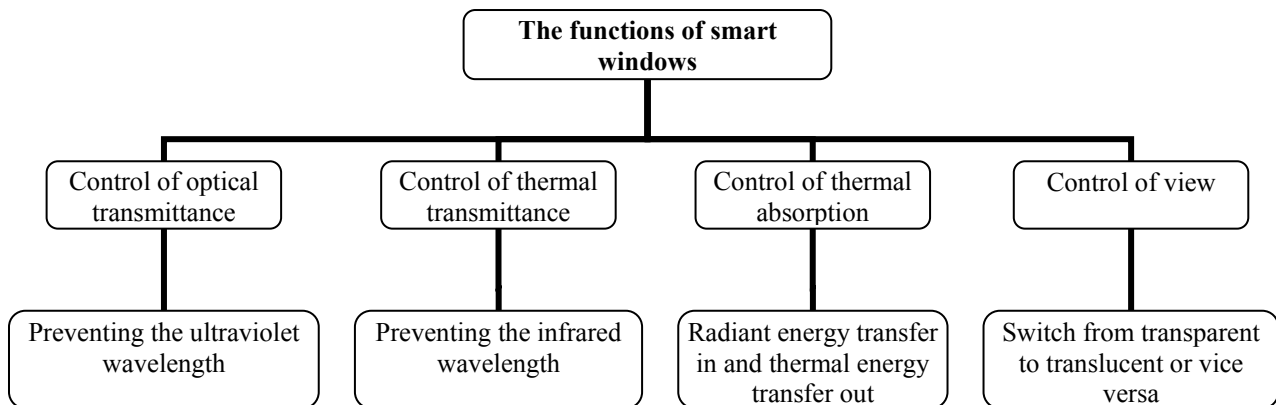 The functions of smart
windows
Control of optical
transmittance
Control of thermal
transmittance
Control of thermal
absorption
Control of view
Preventing the ultraviolet
wavelength
Preventing the infrared
wavelength
Radiant energy transfer
in and thermal energy
transfer out
Switch from transparent
to translucent or vice
versa